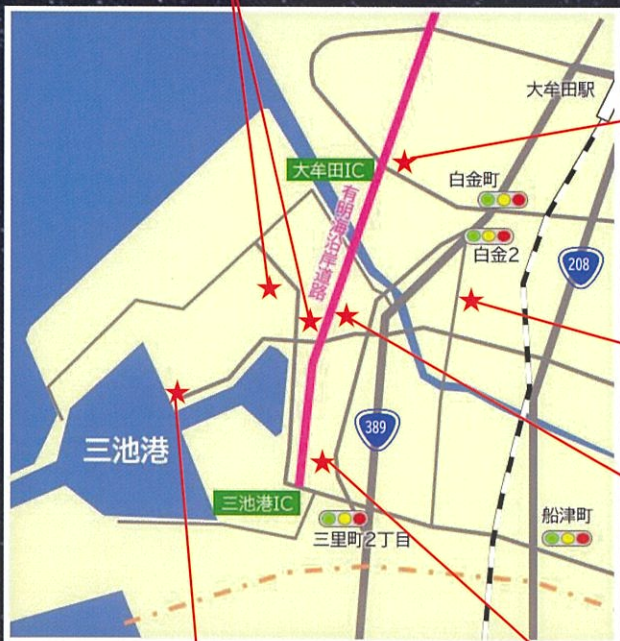 大牟田駅
大牟田IC
白金町
白金2
有明海沿岸道路
208
389
三池港
三池港IC
三里町2丁目
船津町